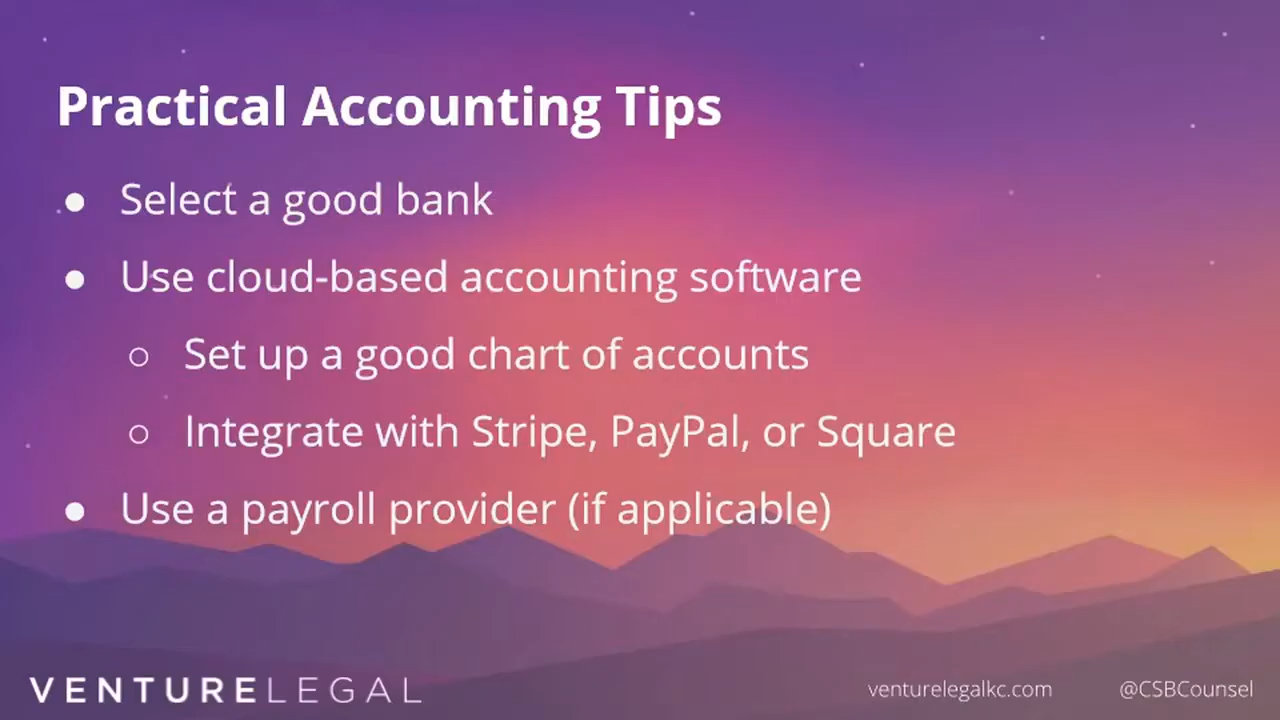 Practical Accounting Tips
● Select a good bank
● Use cloud-based accounting software
○ Set up a good chart of accounts
○ Integrate with Stripe, PayPal, or Square
● Use a payroll provider (if applicable)
VENTURELEGAL
venturelegalkc.com
@CSBCounsel